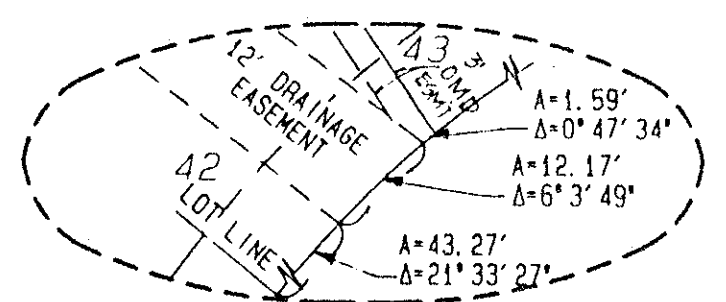 43
3'
OMD
ESMT
12' DRAINAGE
EASEMENT
42
LOT LINE
N
A=1.59'
Δ=0° 47' 34"
A=12.17'
Δ=6° 3' 49"
A=43.27'
Δ=21° 33' 27"